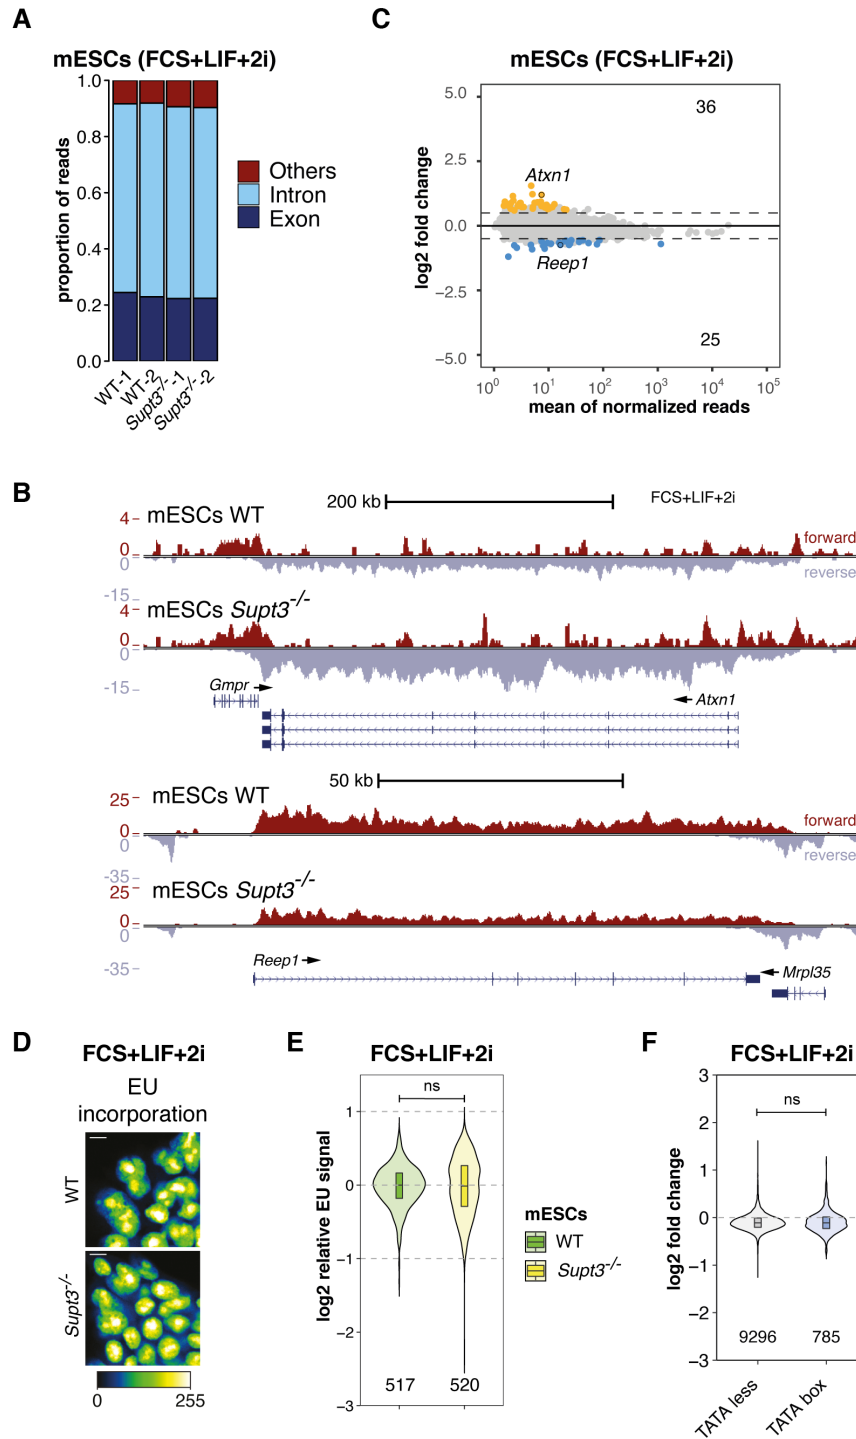 A
mESCs (FCS+LIF+2i)
proportion of reads
1.0
0.8
0.6
0.4
0.2
0.0
WT-1
WT-2
Supt3-/--1
Supt3-/--2
Others
Intron
Exon
C
mESCs (FCS+LIF+2i)
log2 fold change
5.0
2.5
0.0
−2.5
−5.0
36
Atxn1
Reep1
25
10^0
10^1
10^2
10^3
10^4
10^5
mean of normalized reads
B
200 kb
FCS+LIF+2i
mESCs WT
4
0
0
-15
forward
reverse
mESCs Supt3-/-
4
0
0
-15
Gmpr
Atxn1
50 kb
mESCs WT
25
0
0
-35
forward
reverse
mESCs Supt3-/-
25
0
0
-35
Reep1
Mrpl35
D
FCS+LIF+2i
EU
incorporation
WT
Supt3-/-
0
255
E
FCS+LIF+2i
log2 relative EU signal
1
0
−1
−2
−3
ns
517
520
mESCs
WT
Supt3-/-
F
FCS+LIF+2i
log2 fold change
3
2
1
0
−1
−2
−3
ns
9296
785
TATA less
TATA box